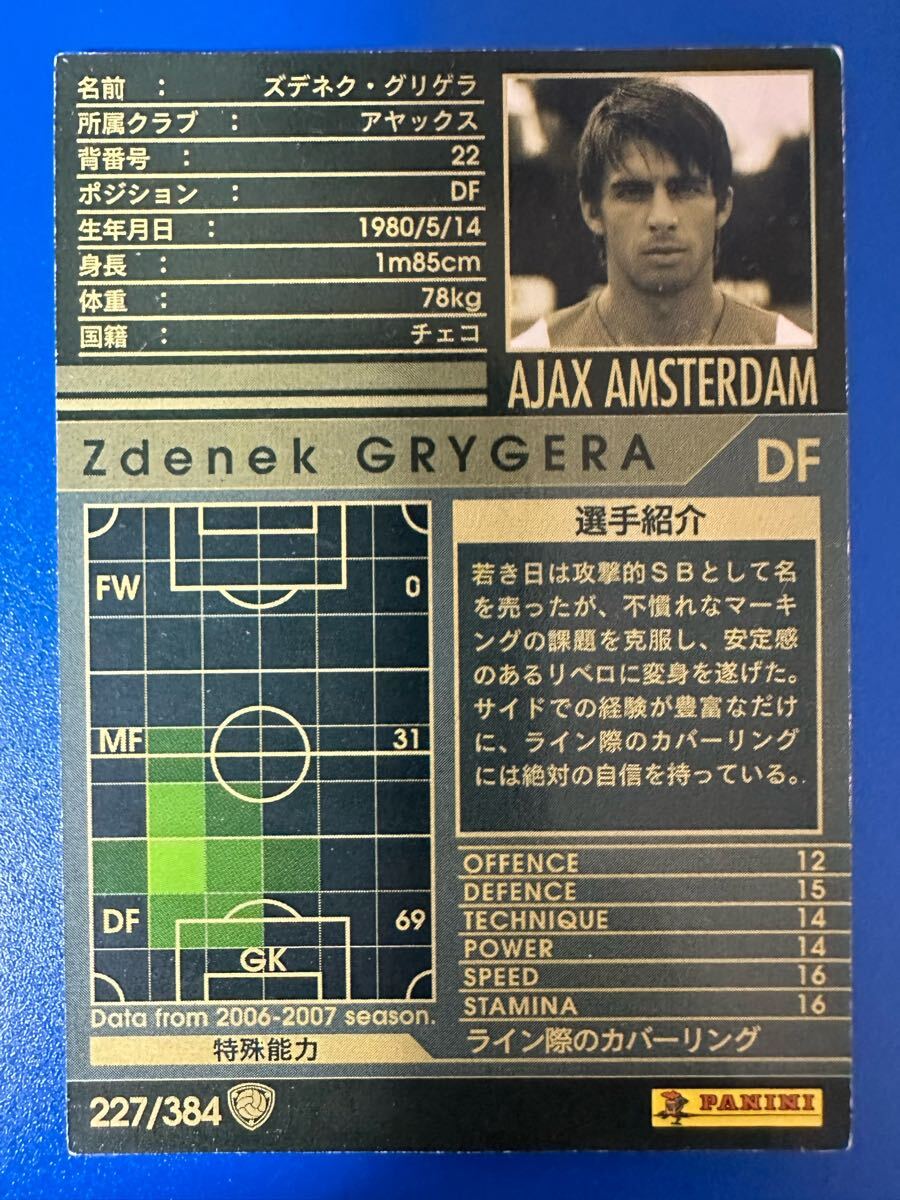 名前 : ズデネク・グリゲラ
所属クラブ : アヤックス
背番号 : 22
ポジション : DF
生年月日 : 1980/5/14
身長 : 1m85cm
体重 : 78kg
国籍 : チェコ
AJAX AMSTERDAM
Zdenek GRYGERA
DF
FW 0
MF 31
DF 69
GK
Data from 2006-2007 season.
選手紹介
若き日は攻撃的ＳＢとして名
を売ったが、不慣れなマーキ
ングの課題を克服し、安定感
のあるリベロに変身を遂げた。
サイドでの経験が豊富なだけ
に、ライン際のカバーリング
には絶対の自信を持っている。
OFFENCE 12
DEFENCE 15
TECHNIQUE 14
POWER 14
SPEED 16
STAMINA 16
特殊能力
ライン際のカバーリング
227/384
PANINI